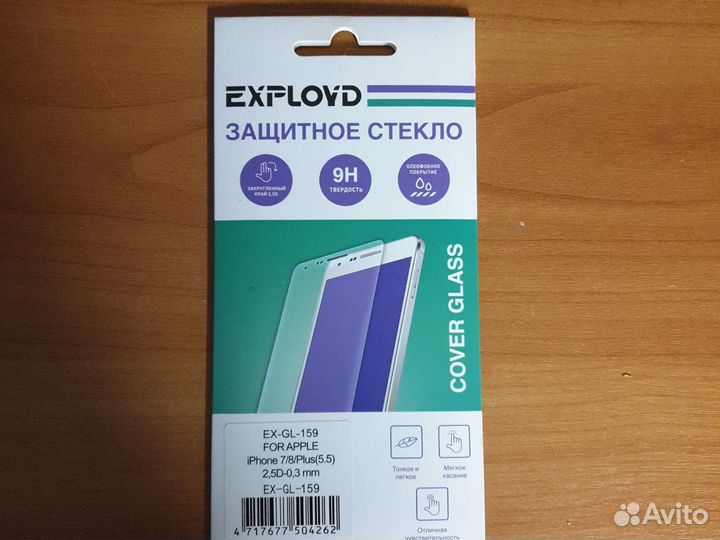 EXPLOYD
ЗАЩИТНОЕ СТЕКЛО
ЗАКРУГЛЕННЫЙ
КРАЙ 2,5D
9H
ТВЕРДОСТЬ
ОЛЕОФОБНОЕ
ПОКРЫТИЕ
COVER GLASS
EX-GL-159
FOR APPLE
iPhone 7/8/Plus(5.5)
2,5D-0,3 mm
EX-GL-159
4 717677 504262
Тонкое и
легкое
Мягкое
касание
Отличная
чувствительность
Avito